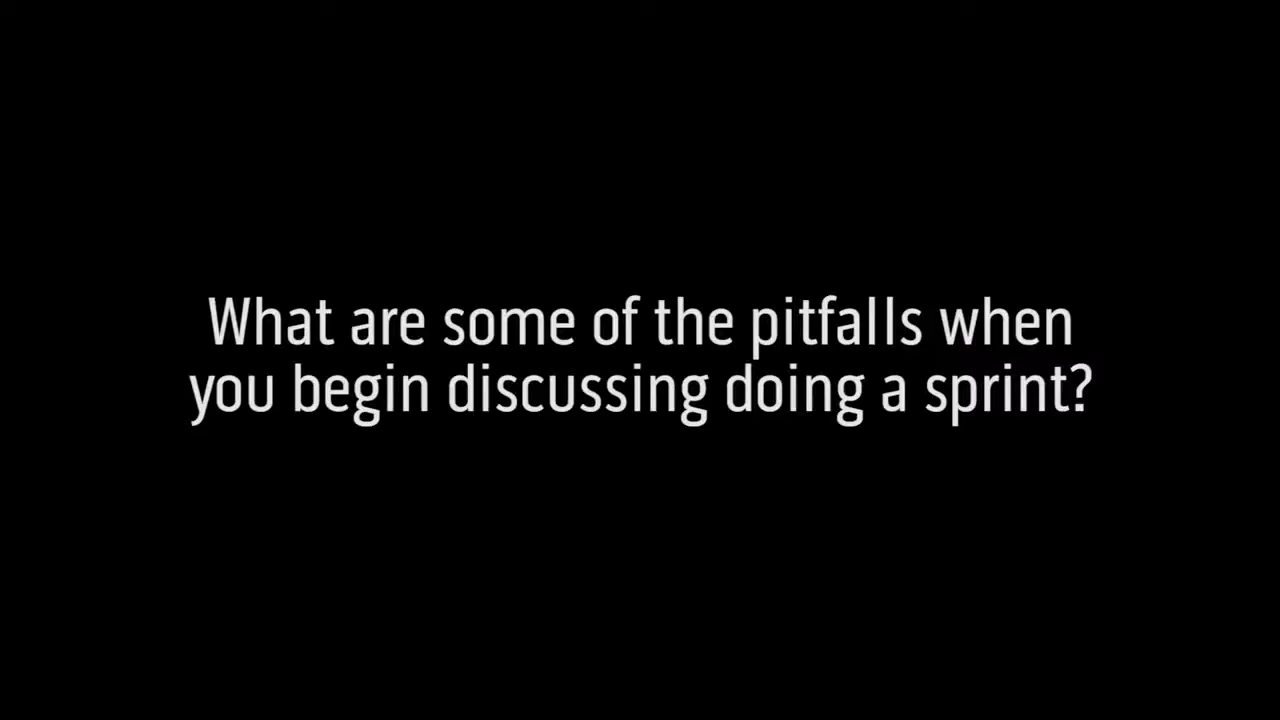 What are some of the pitfalls when
you begin discussing doing a sprint?